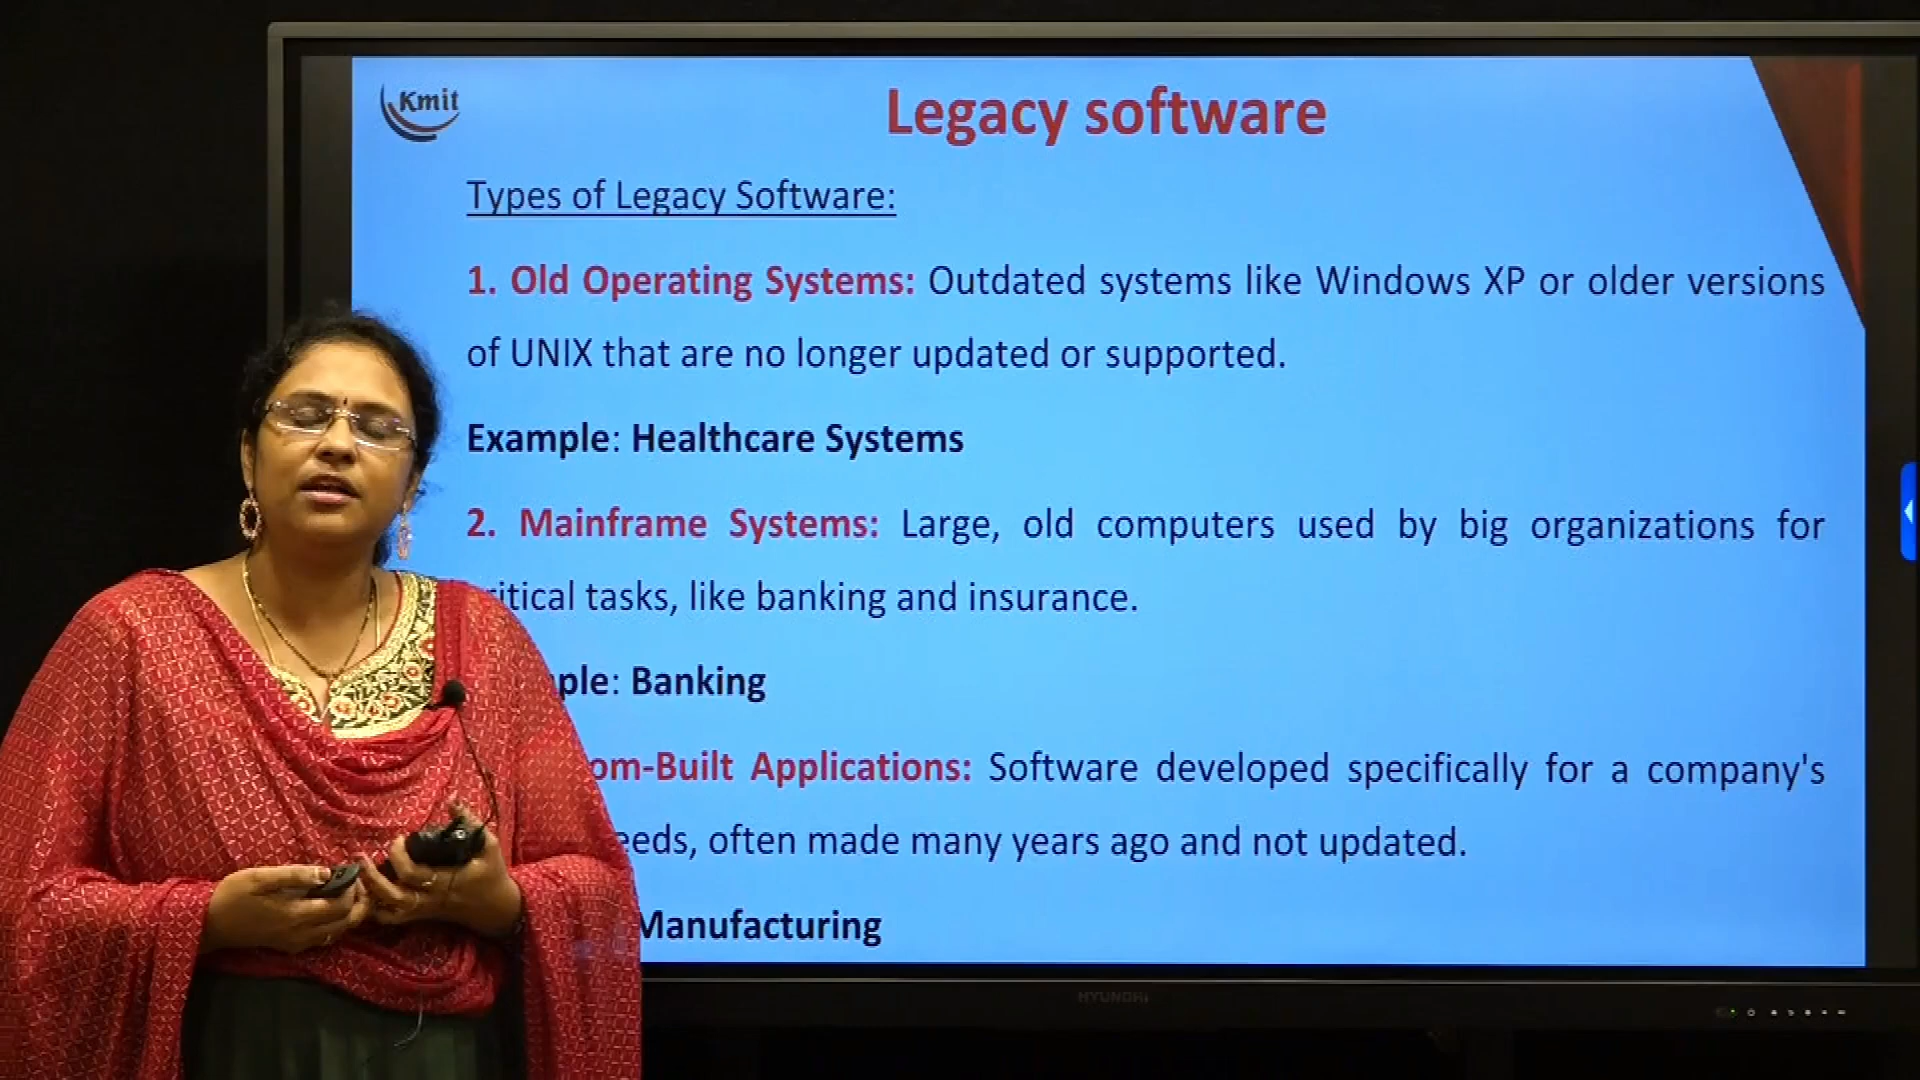 Kmit
Legacy software
Types of Legacy Software:
1. Old Operating Systems: Outdated systems like Windows XP or older versions
of UNIX that are no longer updated or supported.
Example: Healthcare Systems
2. Mainframe Systems: Large, old computers used by big organizations for
ritical tasks, like banking and insurance.
ple: Banking
om-Built Applications: Software developed specifically for a company's
eeds, often made many years ago and not updated.
Manufacturing
HYUNDAI